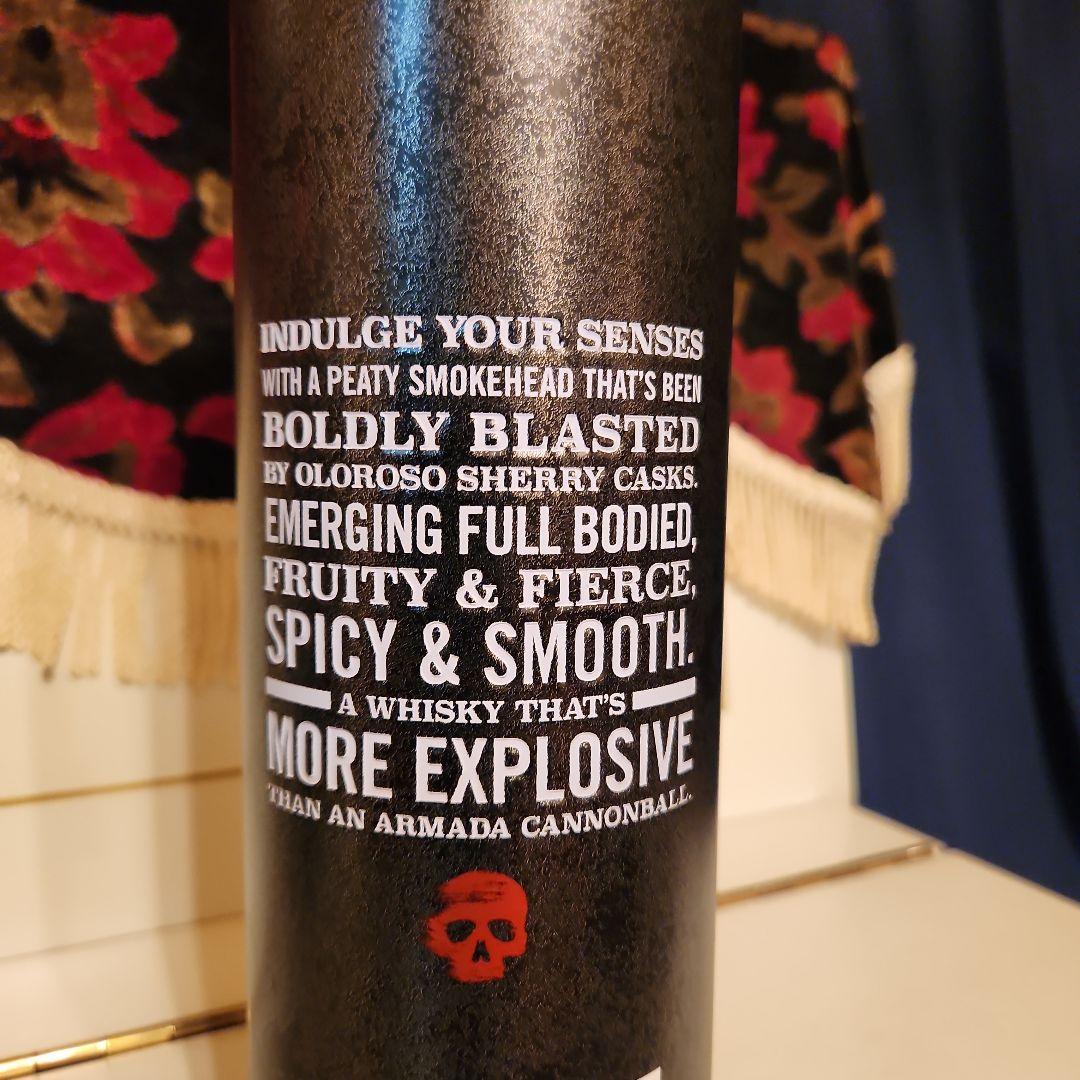 INDULGE YOUR SENSES
WITH A PEATY SMOKEHEAD THAT'S BEEN
BOLDLY BLASTED
BY OLOROSO SHERRY CASKS.
EMERGING FULL BODIED,
FRUITY & FIERCE,
SPICY & SMOOTH.
A WHISKY THAT'S
MORE EXPLOSIVE
THAN AN ARMADA CANNONBALL.